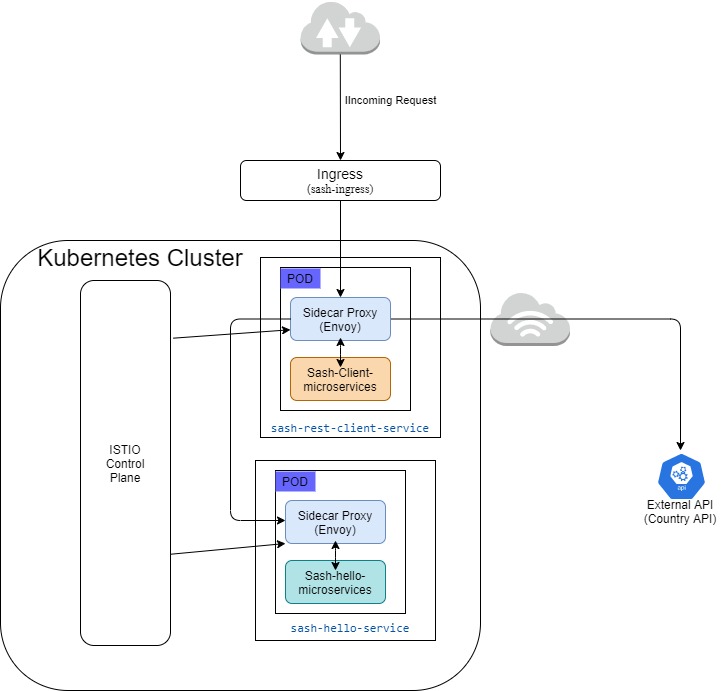 IIncoming Request
Ingress
(sash-ingress)
Kubernetes Cluster
POD
Sidecar Proxy
(Envoy)
Sash-Client-
microservices
sash-rest-client-service
ISTIO
Control
Plane
POD
Sidecar Proxy
(Envoy)
Sash-hello-
microservices
sash-hello-service
api
External API
(Country API)